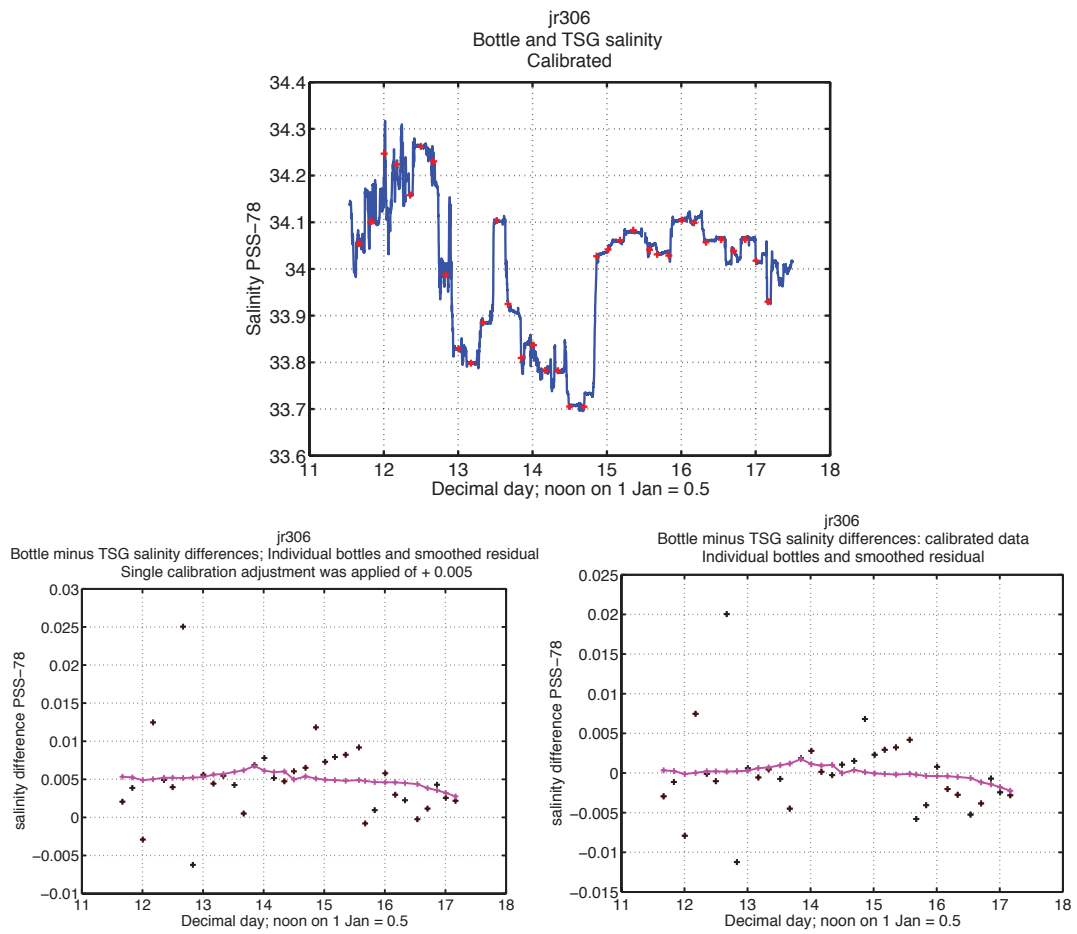 jr306
Bottle and TSG salinity
Calibrated
Salinity PSS−78
34.4
34.3
34.2
34.1
34
33.9
33.8
33.7
33.6
11 12 13 14 15 16 17 18
Decimal day; noon on 1 Jan = 0.5
jr306
Bottle minus TSG salinity differences; Individual bottles and smoothed residual
Single calibration adjustment was applied of + 0.005
salinity difference PSS−78
0.03
0.025
0.02
0.015
0.01
0.005
0
−0.005
−0.01
11 12 13 14 15 16 17 18
Decimal day; noon on 1 Jan = 0.5
jr306
Bottle minus TSG salinity differences: calibrated data
Individual bottles and smoothed residual
salinity difference PSS−78
0.025
0.02
0.015
0.01
0.005
0
−0.005
−0.01
−0.015
11 12 13 14 15 16 17 18
Decimal day; noon on 1 Jan = 0.5